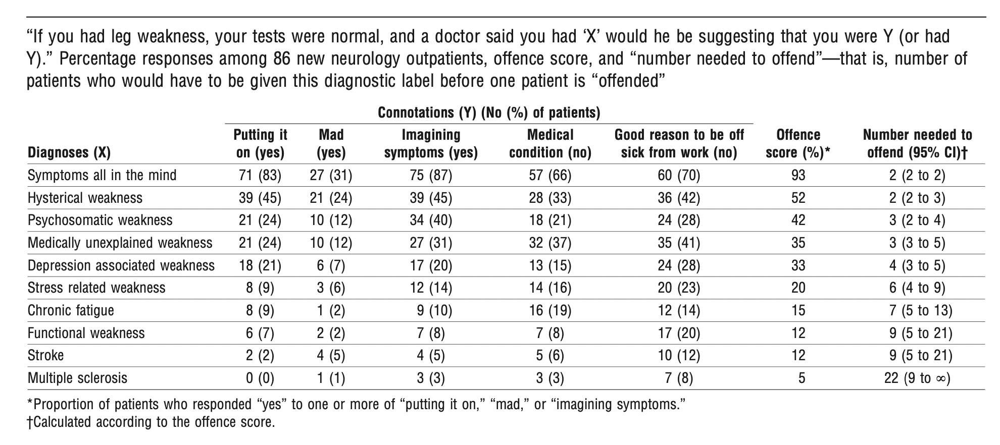 “If you had leg weakness, your tests were normal, and a doctor said you had ‘X’ would he be suggesting that you were Y (or had
Y).” Percentage responses among 86 new neurology outpatients, offence score, and “number needed to offend”—that is, number of
patients who would have to be given this diagnostic label before one patient is “offended”
Connotations (Y) (No (%) of patients)
Putting it Mad Imagining Medical Good reason to be off Offence Number needed to
Diagnoses (X) on (yes) (yes) symptoms (yes) condition (no) sick from work (no) score (%)* offend (95% CI)†
Symptoms all in the mind 71 (83) 27 (31) 75 (87) 57 (66) 60 (70) 93 2 (2 to 2)
Hysterical weakness 39 (45) 21 (24) 39 (45) 28 (33) 36 (42) 52 2 (2 to 3)
Psychosomatic weakness 21 (24) 10 (12) 34 (40) 18 (21) 24 (28) 42 3 (2 to 4)
Medically unexplained weakness 21 (24) 10 (12) 27 (31) 32 (37) 35 (41) 35 3 (3 to 5)
Depression associated weakness 18 (21) 6 (7) 17 (20) 13 (15) 24 (28) 33 4 (3 to 5)
Stress related weakness 8 (9) 3 (6) 12 (14) 14 (16) 20 (23) 20 6 (4 to 9)
Chronic fatigue 8 (9) 1 (2) 9 (10) 16 (19) 12 (14) 15 7 (5 to 13)
Functional weakness 6 (7) 2 (2) 7 (8) 7 (8) 17 (20) 12 9 (5 to 21)
Stroke 2 (2) 4 (5) 4 (5) 5 (6) 10 (12) 12 9 (5 to 21)
Multiple sclerosis 0 (0) 1 (1) 3 (3) 3 (3) 7 (8) 5 22 (9 to ∞)
*Proportion of patients who responded “yes” to one or more of “putting it on,” “mad,” or “imagining symptoms.”
†Calculated according to the offence score.